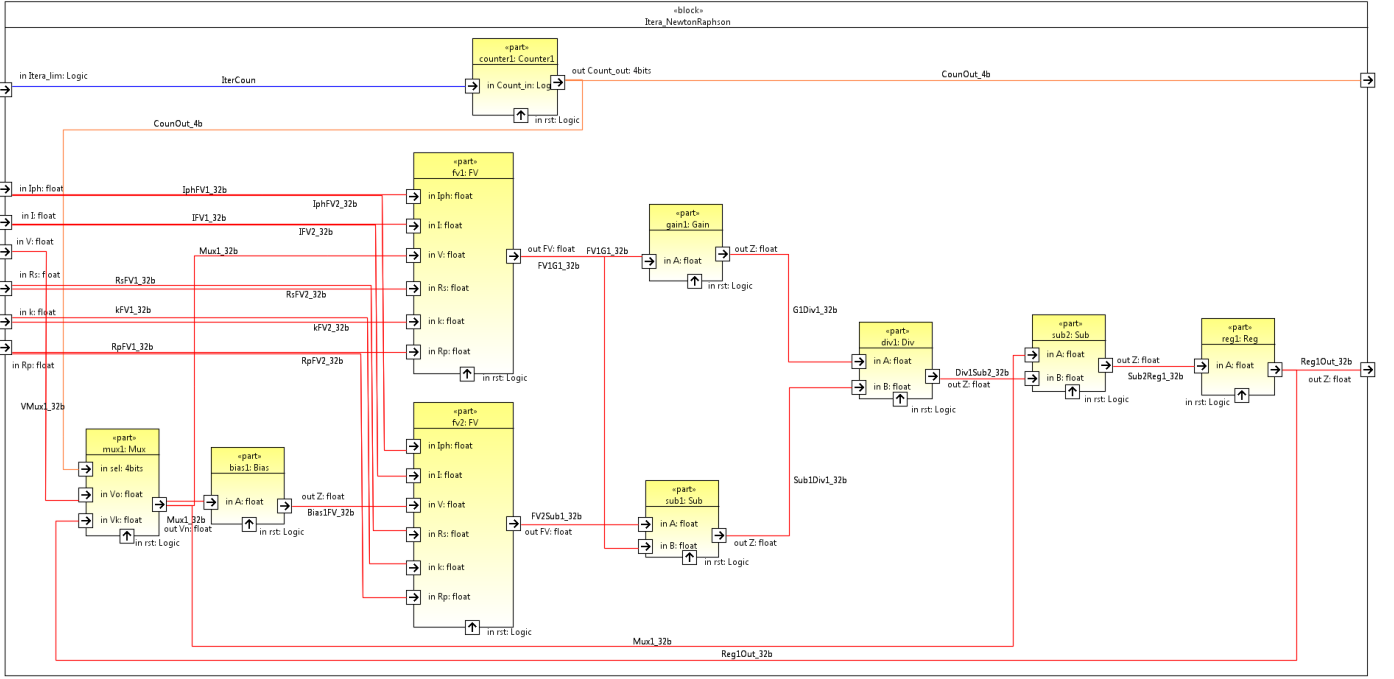 «block»
Itera_NewtonRaphson
«part»
counter1: Counter1
in Itera_lim: Logic
IterCoun
in Count_in: Log
out Count_out: 4bits
CounOut_4b
in rst: Logic
CounOut_4b
«part»
fv1: FV
in Iph: float
IphFV1_32b
IphFV2_32b
in Iph: float
in I: float
IFV1_32b
IFV2_32b
in I: float
in V: float
Mux1_32b
in V: float
out FV: float
FV1G1_32b
FV1G1_32b
in Rs: float
RsFV1_32b
RsFV2_32b
in Rs: float
in k: float
kFV1_32b
kFV2_32b
in k: float
RpFV1_32b
RpFV2_32b
in Rp: float
in Rp: float
in rst: Logic
«part»
gain1: Gain
in A: float
out Z: float
in rst: Logic
G1Div1_32b
«part»
div1: Div
in A: float
in B: float
Div1Sub2_32b
out Z: float
in rst: Logic
«part»
sub2: Sub
in A: float
in B: float
out Z: float
Sub2Reg1_32b
in rst: Logic
«part»
reg1: Reg
in A: float
in rst: Logic
Reg1Out_32b
out Z: float
VMux1_32b
«part»
mux1: Mux
in sel: 4bits
in Vo: float
in Vk: float
Mux1_32b
out Vn: float
in rst: Logic
«part»
bias1: Bias
in A: float
out Z: float
Bias1FV_32b
in rst: Logic
«part»
fv2: FV
in Iph: float
in I: float
in V: float
in Rs: float
in k: float
in Rp: float
in rst: Logic
FV2Sub1_32b
out FV: float
«part»
sub1: Sub
in A: float
in B: float
out Z: float
in rst: Logic
Sub1Div1_32b
Mux1_32b
Reg1Out_32b